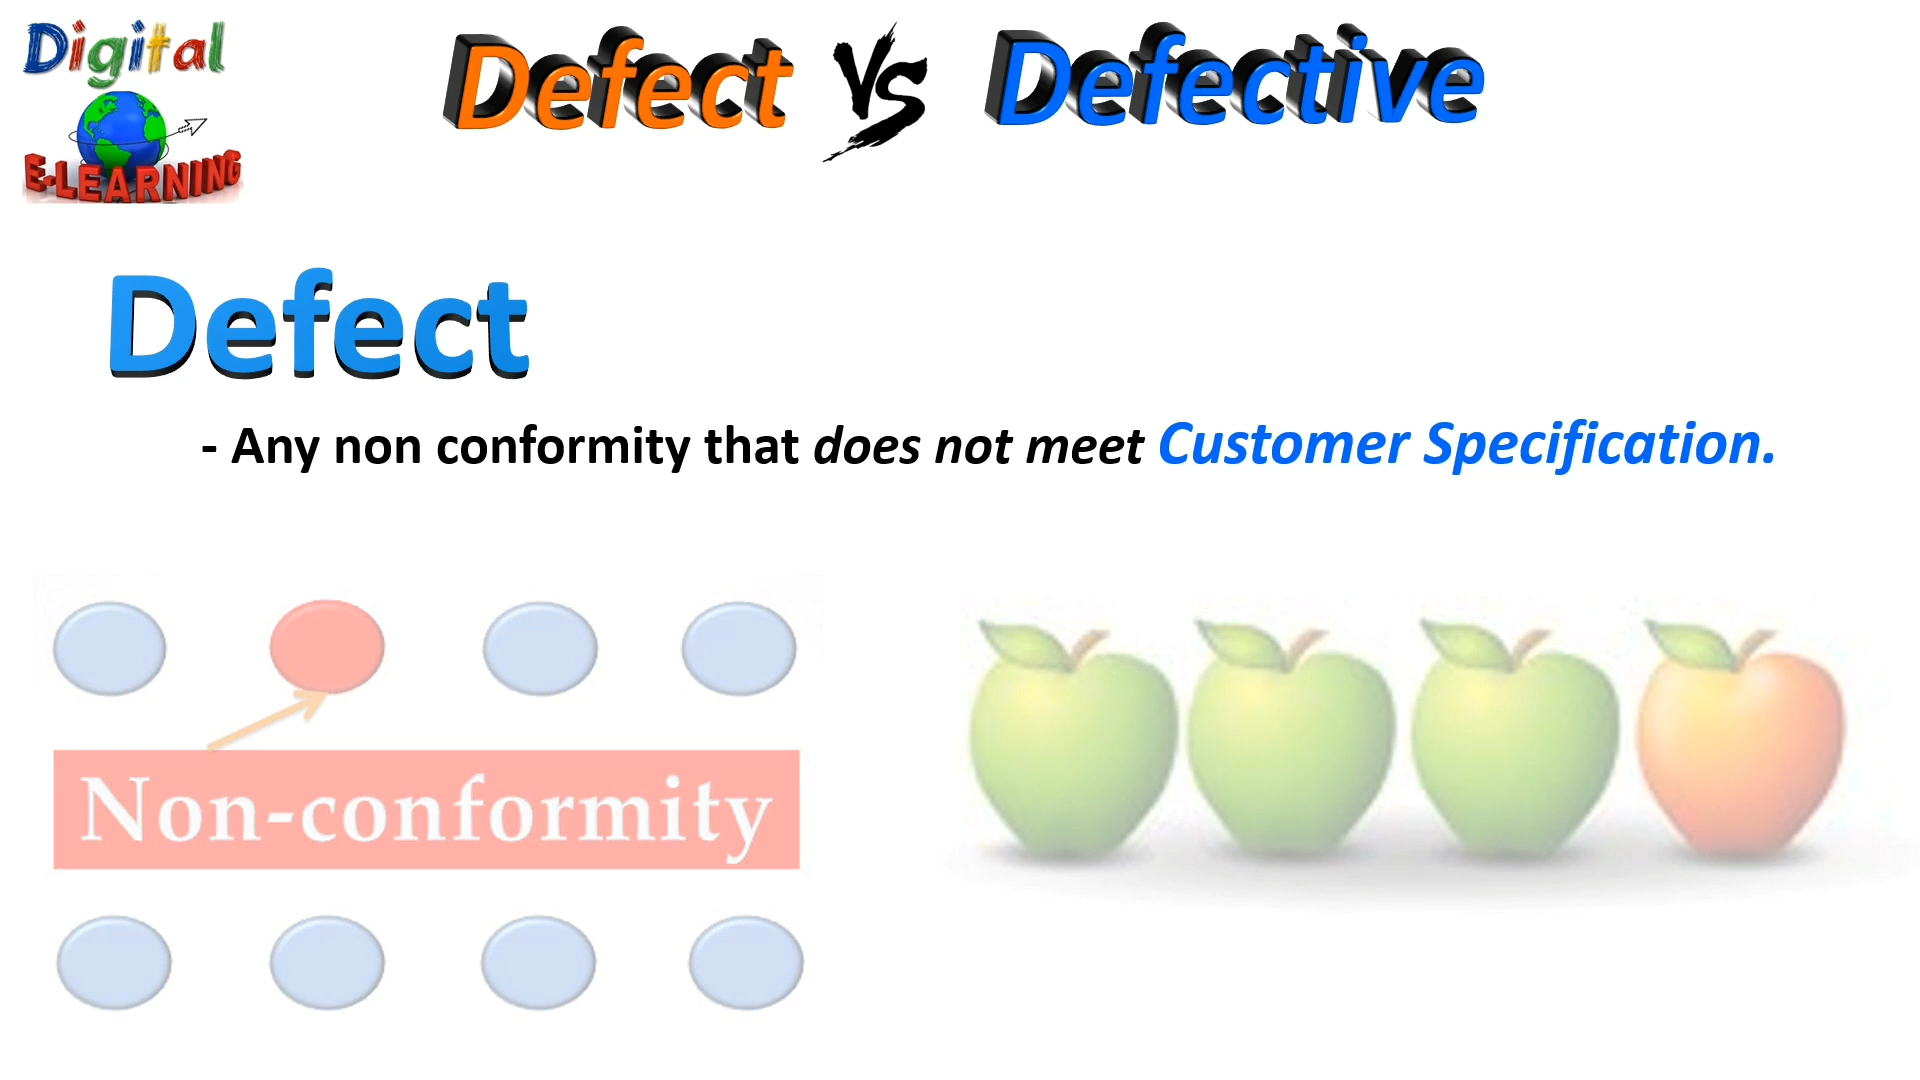 Digital
E-LEARNING
Defect VS Defective
Defect
- Any non conformity that does not meet Customer Specification.
Non-conformity